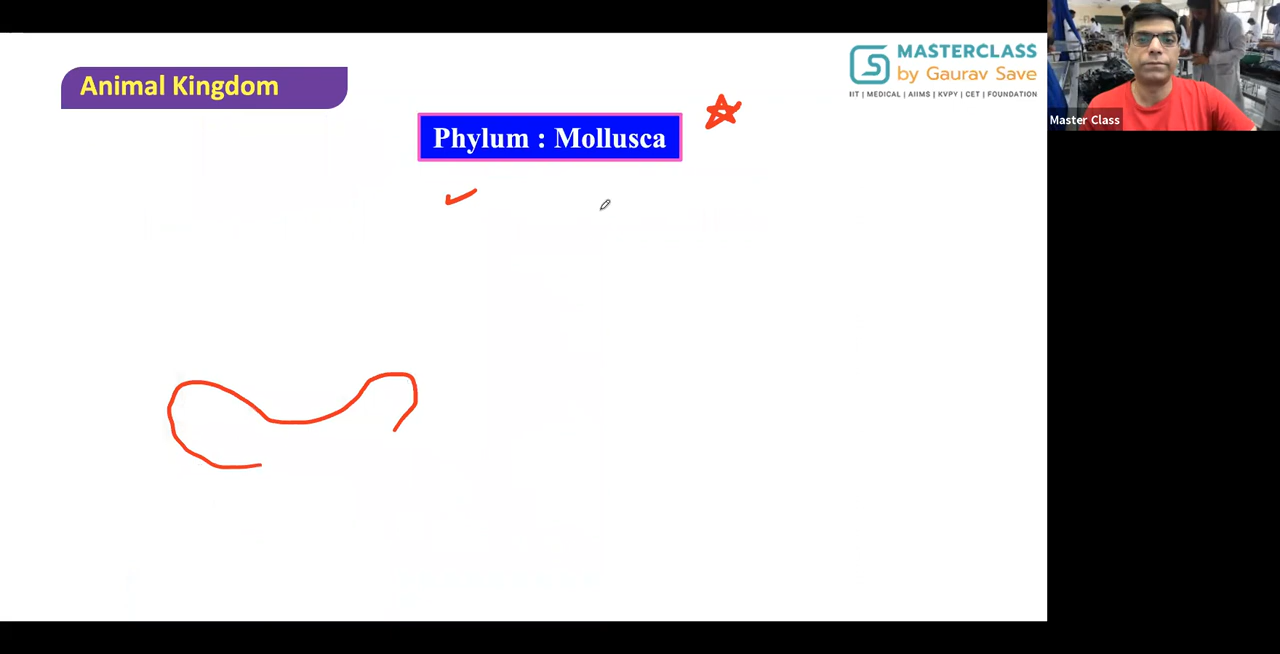 Animal Kingdom
MASTERCLASS
by Gaurav Save
IIT | MEDICAL | AIIMS | KVPY | CET | FOUNDATION
Master Class
Phylum : Mollusca